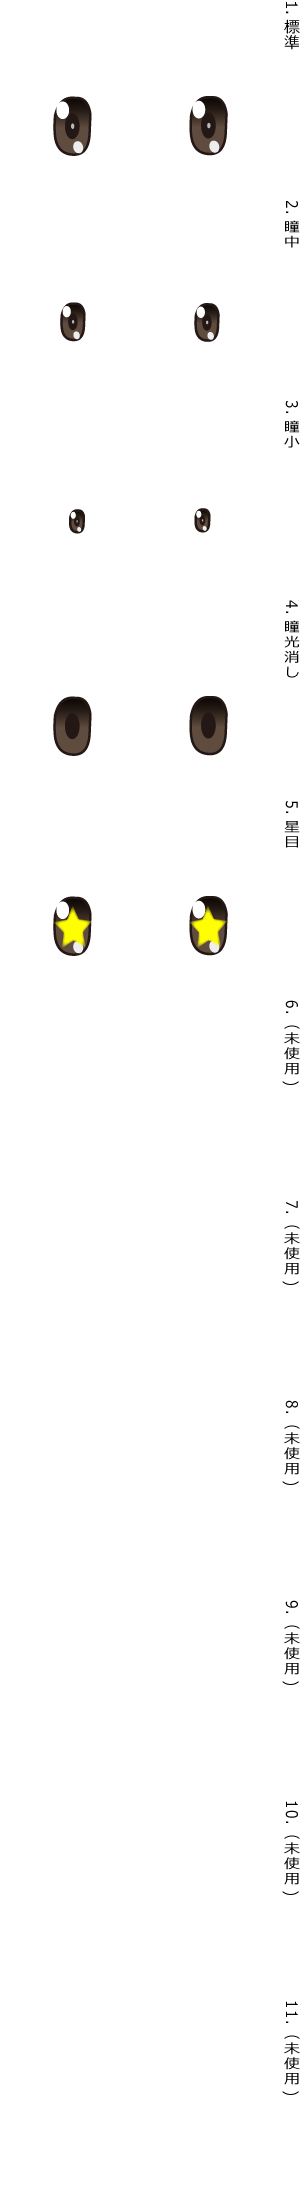 1. 標準
2. 瞳中
3. 瞳小
4. 瞳光消し
5. 星目
6. （未使用）
7. （未使用）
8. （未使用）
9. （未使用）
10. （未使用）
11. （未使用）